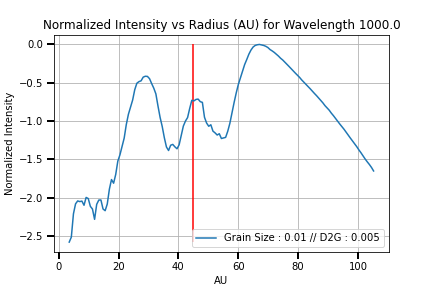 Normalized Intensity vs Radius (AU) for Wavelength 1000.0
Normalized Intensity
0.0
−0.5
−1.0
−1.5
−2.0
−2.5
Grain Size : 0.01 // D2G : 0.005
0 20 40 60 80 100
AU